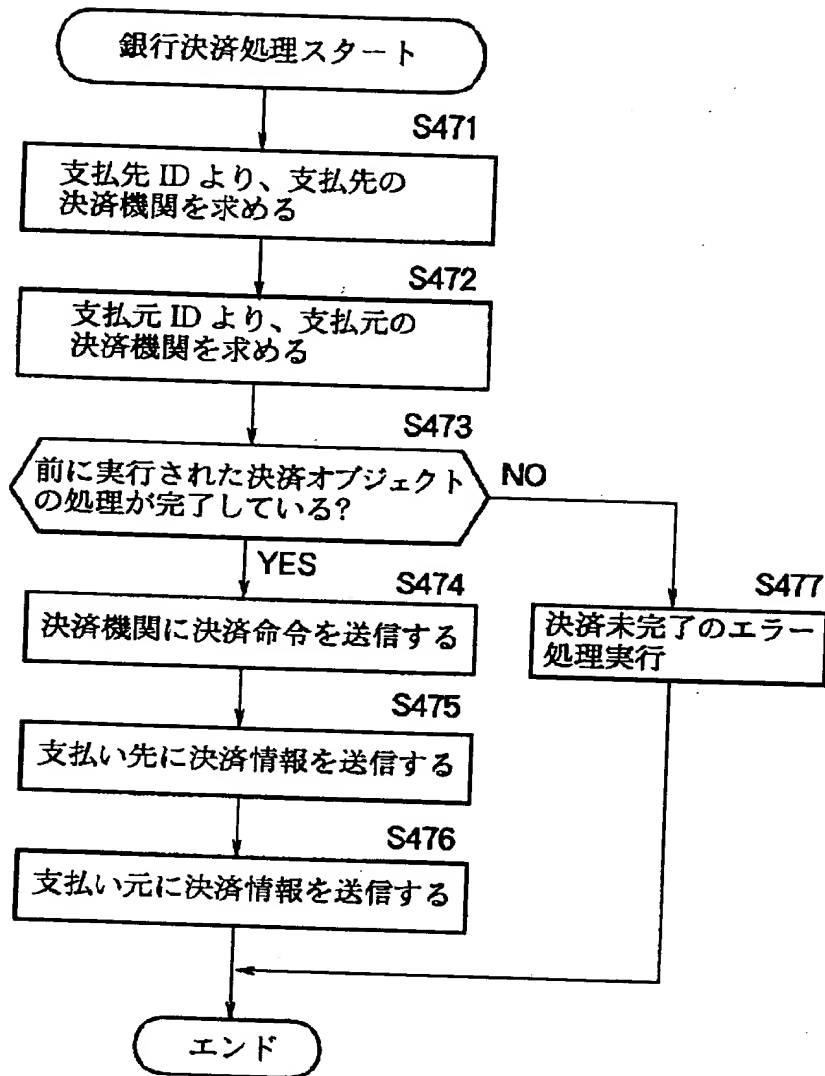 銀行決済処理スタート
S471
支払先 ID より、支払先の
決済機関を求める
S472
支払元 ID より、支払元の
決済機関を求める
S473
前に実行された決済オブジェクト
の処理が完了している?
NO
YES
S474
決済機関に決済命令を送信する
S477
決済未完了のエラー
処理実行
S475
支払い先に決済情報を送信する
S476
支払い元に決済情報を送信する
エンド